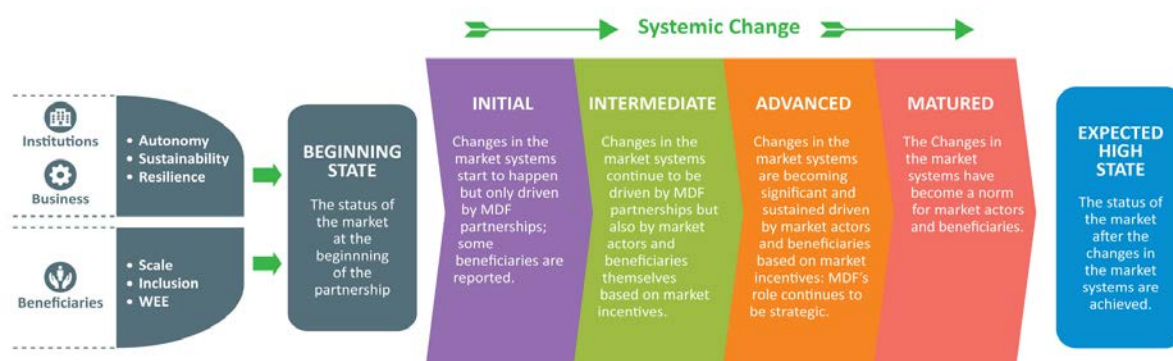 Systemic Change
Institutions
Business
• Autonomy
• Sustainability
• Resilience
Beneficiaries
• Scale
• Inclusion
• WEE
BEGINNING
STATE
The status of
the market
at the
beginnning
of the
partnership
INITIAL
Changes in the
market systems
start to happen
but only driven
by MDF
partnerships;
some
beneficiaries are
reported.
INTERMEDIATE
Changes in the
market systems
continue to be
driven by MDF
partnerships but
also by market
actors and
beneficiaries
themselves
based on market
incentives.
ADVANCED
Changes in the
market systems
are becoming
significant and
sustained driven
by market actors
and beneficiaries
based on market
incentives: MDF's
role continues to
be strategic.
MATURED
The Changes in
the market
systems have
become a norm
for market actors
and beneficiaries.
EXPECTED
HIGH
STATE
The status of
the market
after the
changes in
the market
systems are
achieved.